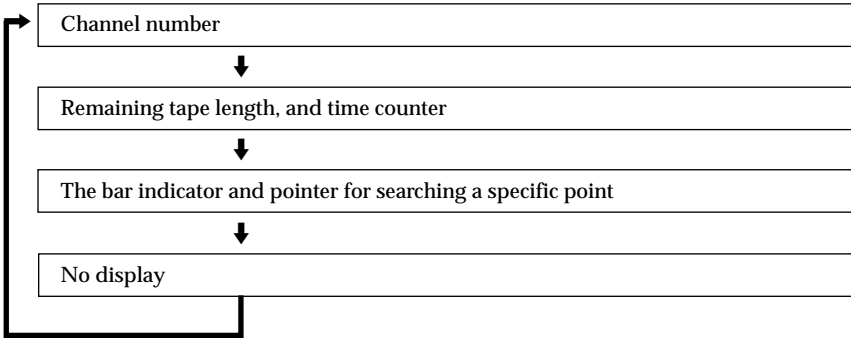 Channel number
Remaining tape length, and time counter
The bar indicator and pointer for searching a specific point
No display